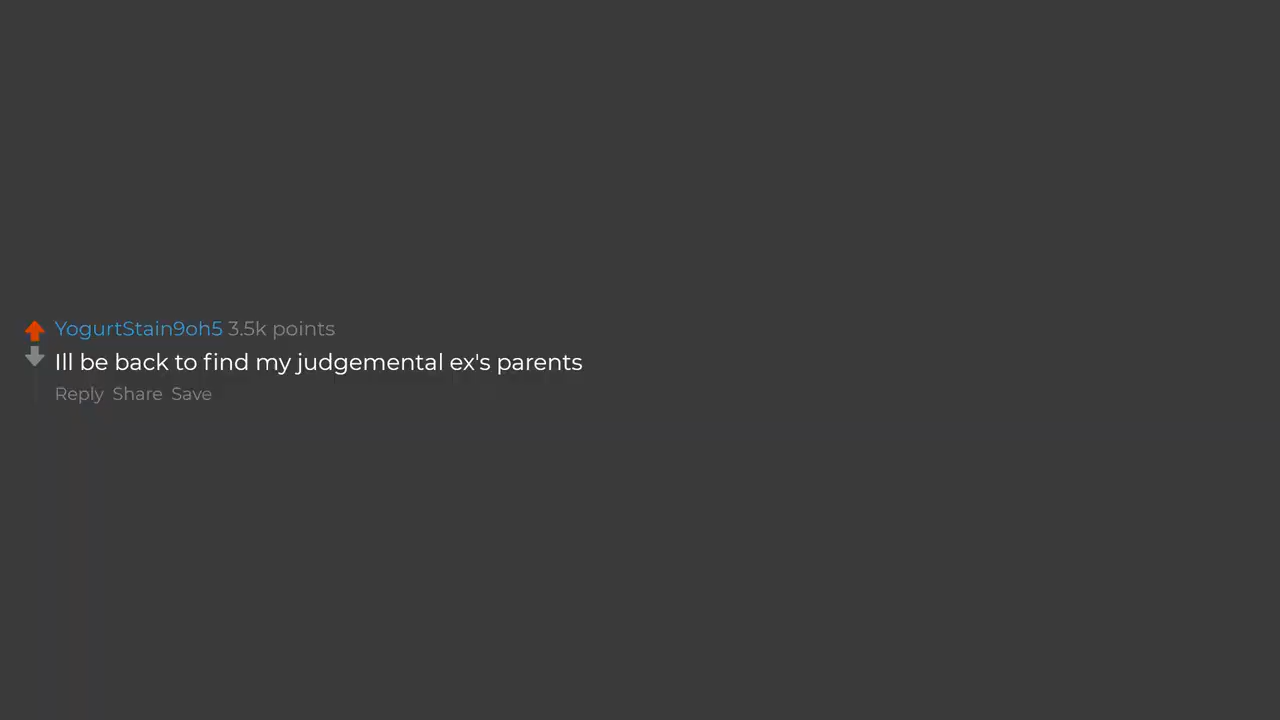 YogurtStain9oh5 3.5k points
Ill be back to find my judgemental ex's parents
Reply Share Save